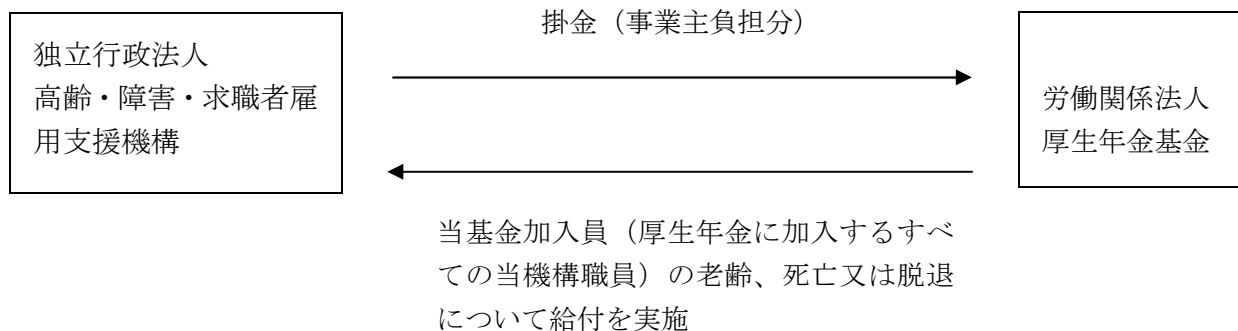 掛金（事業主負担分）
独立行政法人
高齢・障害・求職者雇
用支援機構
労働関係法人
厚生年金基金
当基金加入員（厚生年金に加入するすべ
ての当機構職員）の老齢、死亡又は脱退
について給付を実施